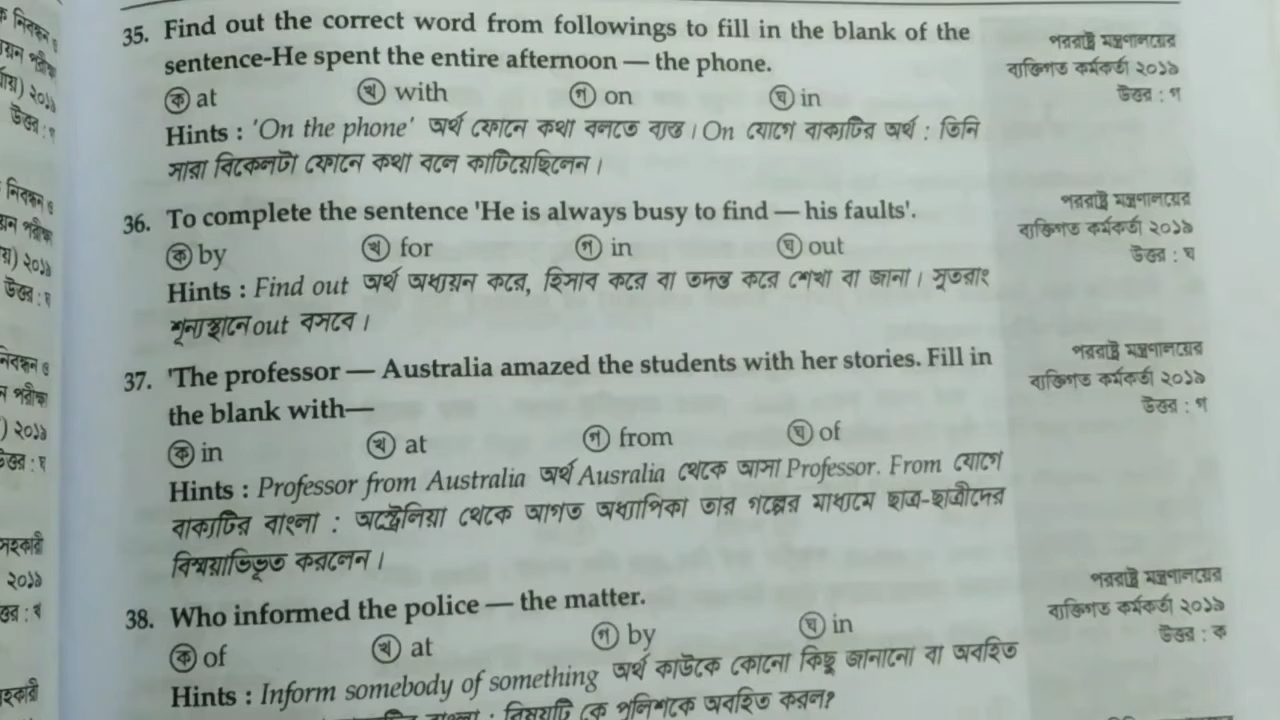 35. Find out the correct word from followings to fill in the blank of the
sentence-He spent the entire afternoon — the phone.
ⓚ at খ with গ on ঘ in
Hints : 'On the phone' অর্থ ফোনে কথা বলতে ব্যস্ত। On যোগে বাক্যটির অর্থ : তিনি
সারা বিকেলটা ফোনে কথা বলে কাটিয়েছিলেন।
পররাষ্ট্র মন্ত্রণালয়ের
ব্যক্তিগত কর্মকর্তা ২০১৯
উত্তর : গ
36. To complete the sentence 'He is always busy to find — his faults'.
ক by খ for গ in ঘ out
Hints : Find out অর্থ অধ্যয়ন করে, হিসাব করে বা তদন্ত করে শেখা বা জানা। সুতরাং
শূন্যস্থানে out বসবে।
পররাষ্ট্র মন্ত্রণালয়ের
ব্যক্তিগত কর্মকর্তা ২০১৯
উত্তর : ঘ
37. 'The professor — Australia amazed the students with her stories. Fill in
the blank with—
ক in খ at গ from ঘ of
Hints : Professor from Australia অর্থ Ausralia থেকে আসা Professor. From যোগে
বাক্যটির বাংলা : অস্ট্রেলিয়া থেকে আগত অধ্যাপিকা তার গল্পের মাধ্যমে ছাত্র-ছাত্রীদের
বিস্ময়াভিভূত করলেন।
পররাষ্ট্র মন্ত্রণালয়ের
ব্যক্তিগত কর্মকর্তা ২০১৯
উত্তর : গ
38. Who informed the police — the matter.
ক of খ at গ by ঘ in
Hints : Inform somebody of something অর্থ কাউকে কোনো কিছু জানানো বা অবহিত
বাংলা : বিষয়টি কে পুলিশকে অবহিত করল?
পররাষ্ট্র মন্ত্রণালয়ের
ব্যক্তিগত কর্মকর্তা ২০১৯
উত্তর : ক